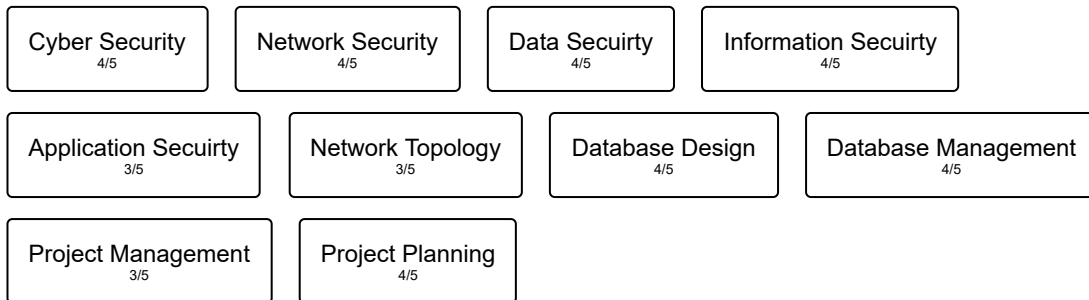 Cyber Security
4/5
Network Security
4/5
Data Secuirty
4/5
Information Secuirty
4/5
Application Secuirty
3/5
Network Topology
3/5
Database Design
4/5
Database Management
4/5
Project Management
3/5
Project Planning
4/5